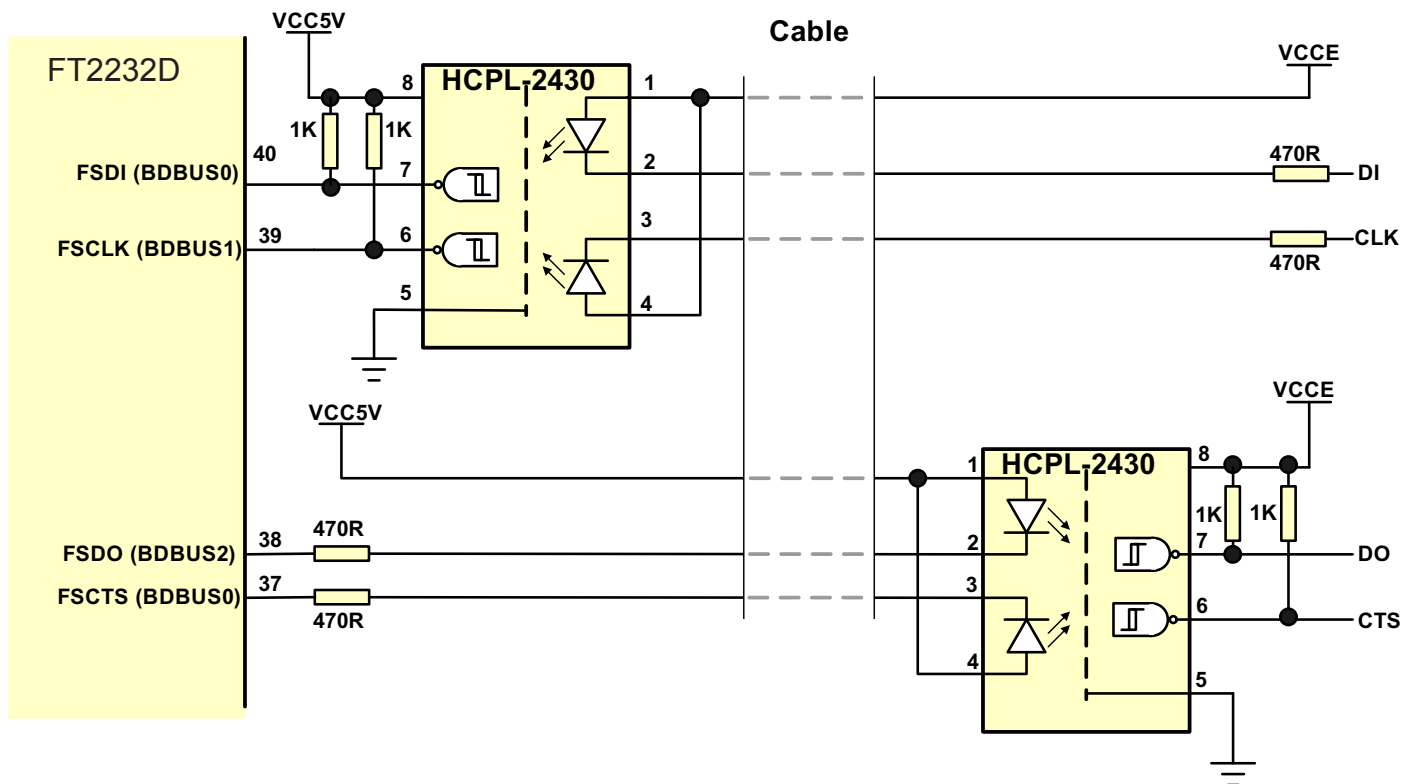 VCC5V
Cable
VCCE
FT2232D
8
HCPL-2430
1
1K
1K
40
FSDI (BDBUS0)
7
2
470R
DI
3
FSCLK (BDBUS1)
39
6
CLK
470R
5
4
VCC5V
VCCE
1
HCPL-2430
8
1K
1K
470R
FSDO (BDBUS2)
38
2
7
DO
FSCTS (BDBUS0)
37
3
6
470R
CTS
4
5